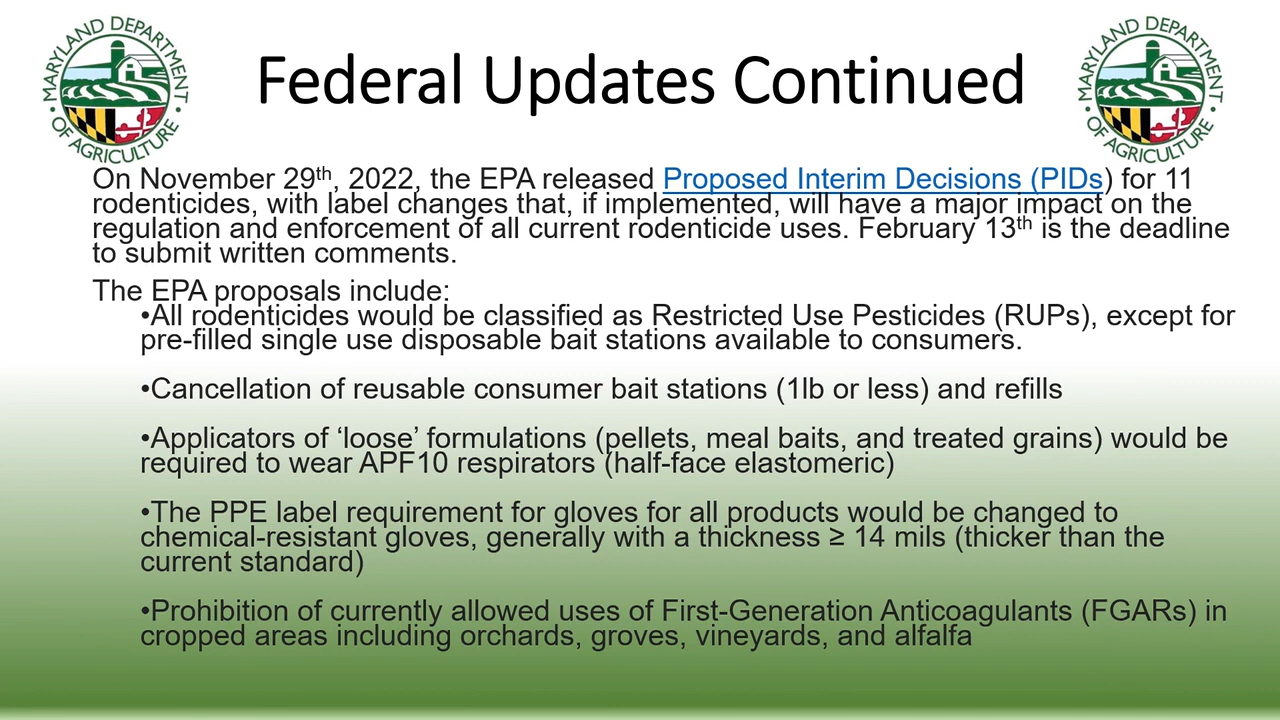 MARYLAND DEPARTMENT
OF AGRICULTURE
Federal Updates Continued
MARYLAND DEPARTMENT
OF AGRICULTURE
On November 29th, 2022, the EPA released Proposed Interim Decisions (PIDs) for 11
rodenticides, with label changes that, if implemented, will have a major impact on the
regulation and enforcement of all current rodenticide uses. February 13th is the deadline
to submit written comments.
The EPA proposals include:
•All rodenticides would be classified as Restricted Use Pesticides (RUPs), except for
pre-filled single use disposable bait stations available to consumers.
•Cancellation of reusable consumer bait stations (1lb or less) and refills
•Applicators of ‘loose’ formulations (pellets, meal baits, and treated grains) would be
required to wear APF10 respirators (half-face elastomeric)
•The PPE label requirement for gloves for all products would be changed to
chemical-resistant gloves, generally with a thickness ≥ 14 mils (thicker than the
current standard)
•Prohibition of currently allowed uses of First-Generation Anticoagulants (FGARs) in
cropped areas including orchards, groves, vineyards, and alfalfa